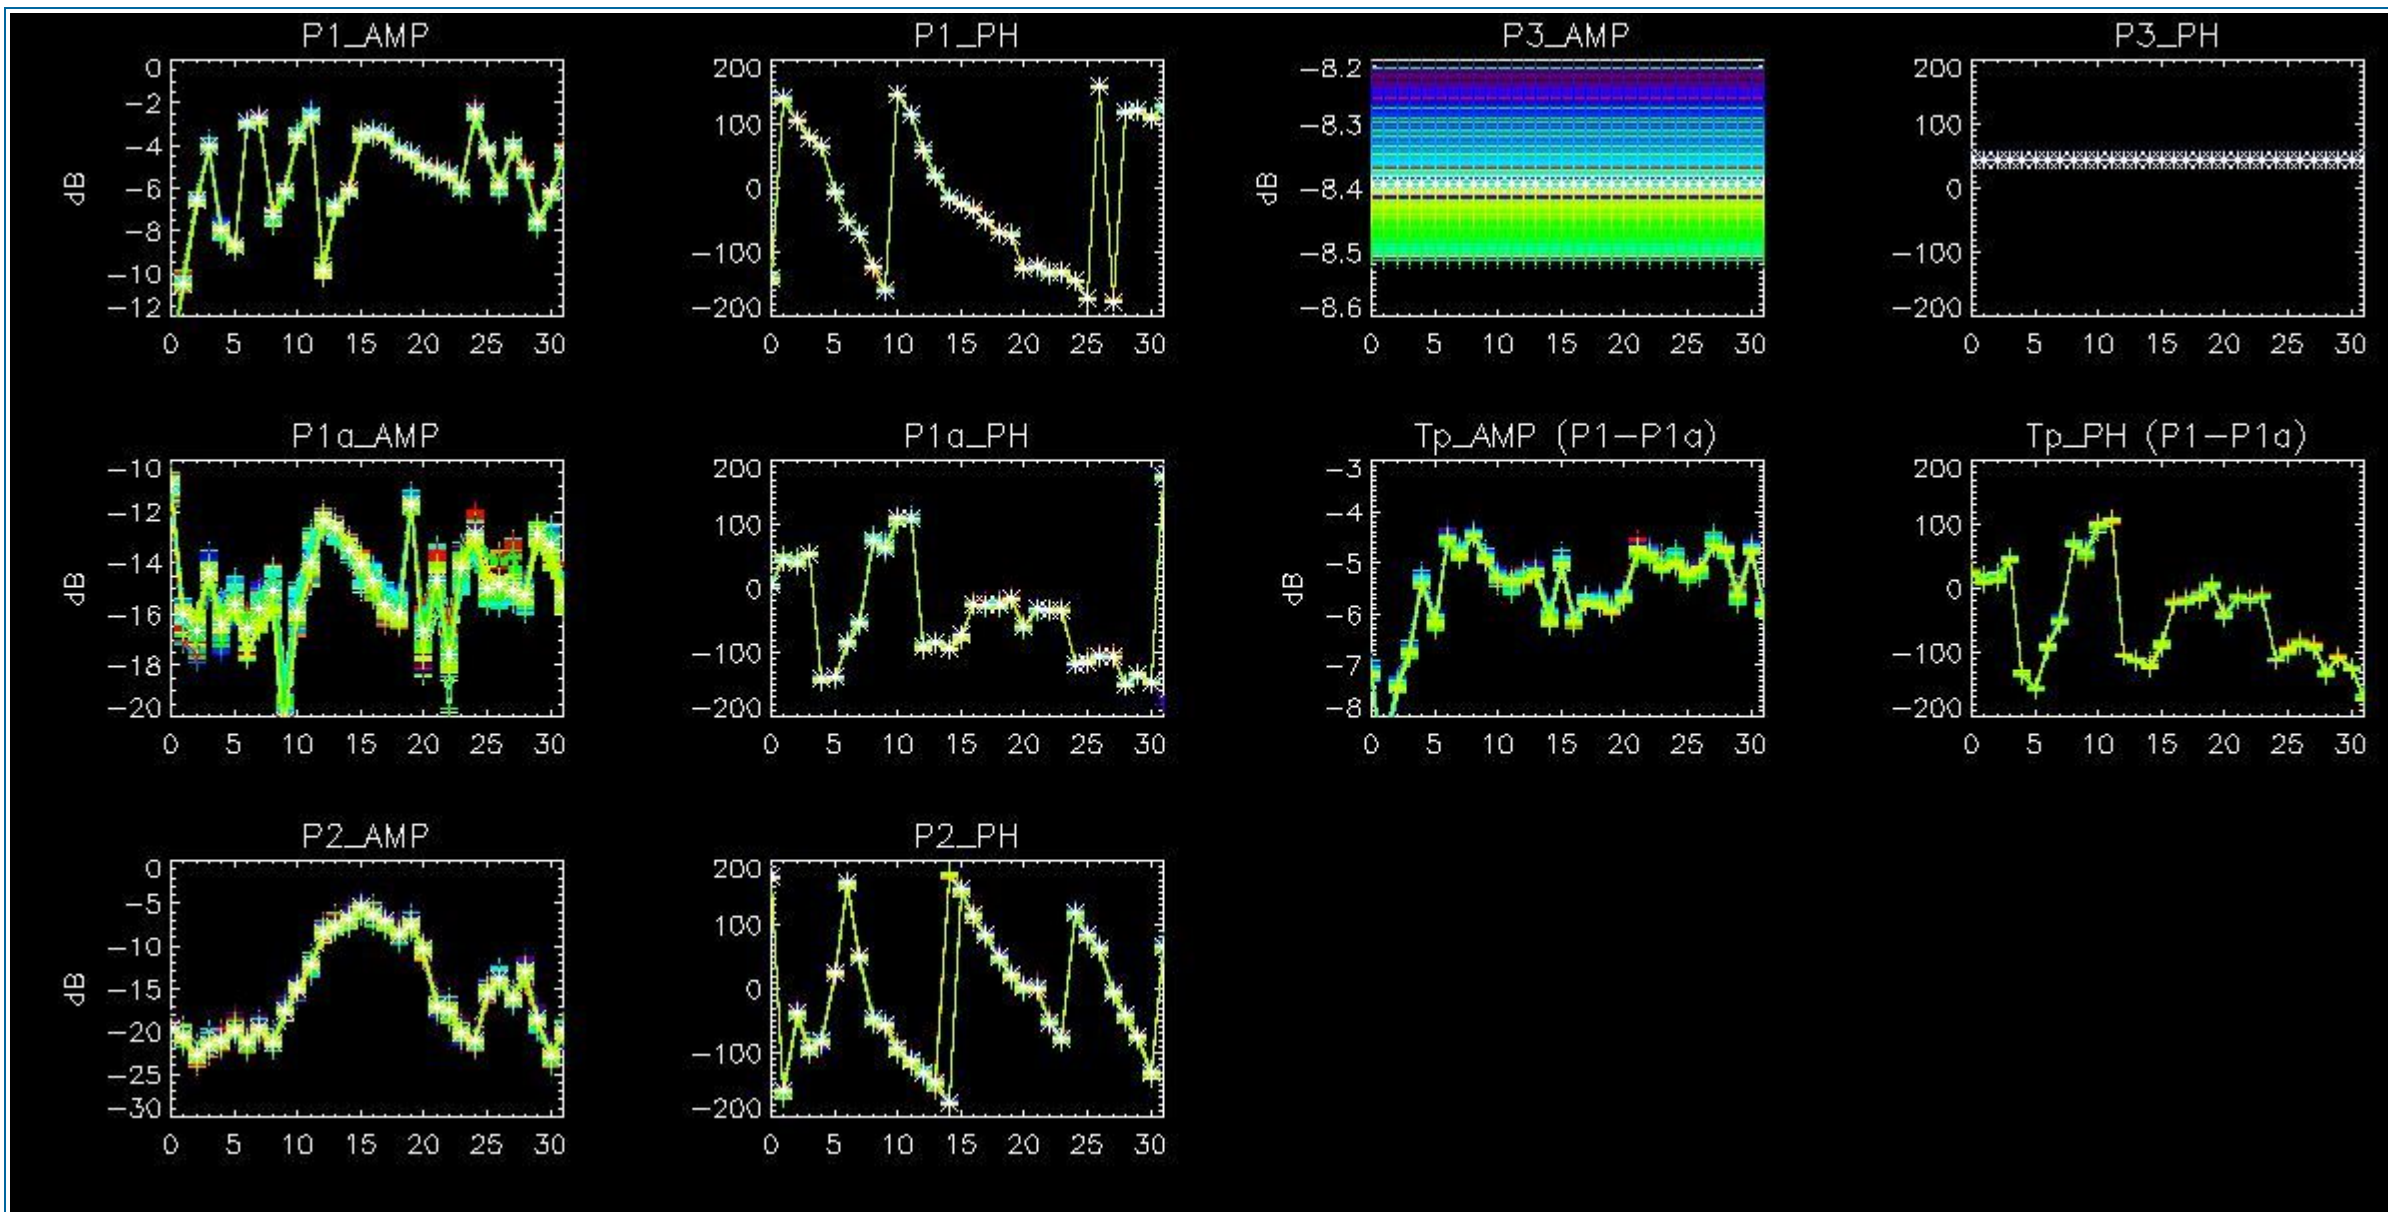 P1_AMP P1_PH P3_AMP P3_PH
0 200 -8.2 200
-2
100 -8.3 100
-4
dB -6 0 dB -8.4 0
-8
-100 -8.5 -100
-10
-12 -200 -8.6 -200
0 5 10 15 20 25 30 0 5 10 15 20 25 30 0 5 10 15 20 25 30 0 5 10 15 20 25 30
P1a_AMP P1a_PH Tp_AMP (P1-P1a) Tp_PH (P1-P1a)
-10 200 -3 200
-12 100 -4 100
-14 -5
dB 0 dB 0
-16 -6
-18 -100 -7 -100
-20 -200 -8 -200
0 5 10 15 20 25 30 0 5 10 15 20 25 30 0 5 10 15 20 25 30 0 5 10 15 20 25 30
P2_AMP P2_PH
0 200
-5 100
-10
dB -15 0
-20 -100
-25
-30 -200
0 5 10 15 20 25 30 0 5 10 15 20 25 30